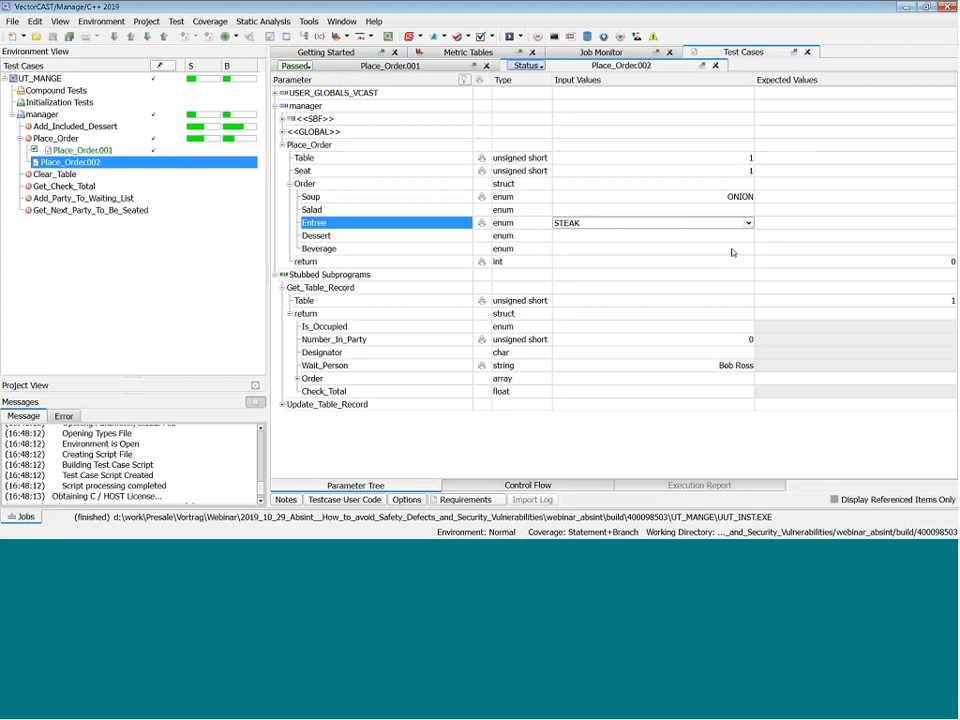 VectorCAST/Manage/C++ 2019
File Edit View Environment Project Test Coverage Static Analysis Tools Window Help
Environment View
Getting Started Metric Tables Job Monitor Test Cases
Test Cases S B
Passed Place_Order.001 Status Place_Order.002
UT_MANGE
Parameter Type Input Values Expected Values
Compound Tests
USER_GLOBALS_VCAST
Initialization Tests
manager
manager
<<SBF>>
Add_Included_Dessert
<<GLOBAL>>
Place_Order
Place_Order
Place_Order.001
Table unsigned short 1
Place_Order.002
Seat unsigned short 1
Clear_Table
Order struct
Get_Check_Total
Soup enum ONION
Add_Party_To_Waiting_List
Salad enum
Get_Next_Party_To_Be_Seated
Entree enum STEAK
Dessert enum
Beverage enum
return int 0
Stubbed Subprograms
Get_Table_Record
Table unsigned short 1
return struct
Is_Occupied enum
Number_In_Party unsigned short 0
Designator char
Wait_Person string Bob Ross
Order array
Check_Total float
Update_Table_Record
Project View
Messages
Message Error
(16:48:12) Opening Types File
(16:48:12) Environment is Open
(16:48:12) Creating Script File
(16:48:12) Building Test Case Script
(16:48:12) Test Case Script Created
(16:48:12) Script processing completed
(16:48:13) Obtaining C / HOST License...
Parameter Tree Control Flow Execution Report
Notes Testcase User Code Options Requirements Import Log Display Referenced Items Only
Jobs (finished) d:\work\Presale\Vortrag\Webinar\2019_10_29_Absint__How_to_avoid_Safety_Defects_and_Security_Vulnerabilities\webinar_absint\build\400098503\UT_MANGE\UUT_INST.EXE
Environment: Normal Coverage: Statement+Branch Working Directory: ..._and_Security_Vulnerabilities/webinar_absint/build/400098503